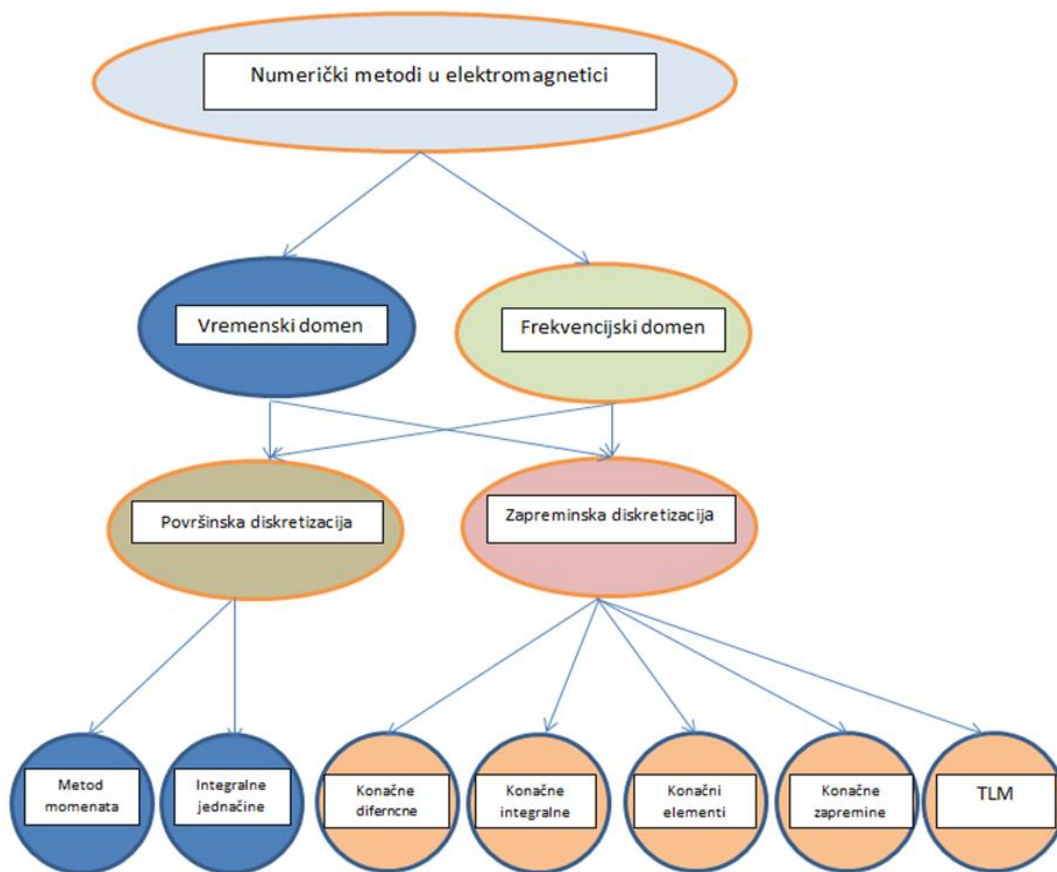 Numerički metodi u elektromagnetici
Vremenski domen
Frekvencijski domen
Površinska diskretizacija
Zapreminska diskretizacija
Metod
momenata
Integralne
jednačine
Konačne
diferncne
Konačne
integralne
Konačni
elementi
Konačne
zapremine
TLM